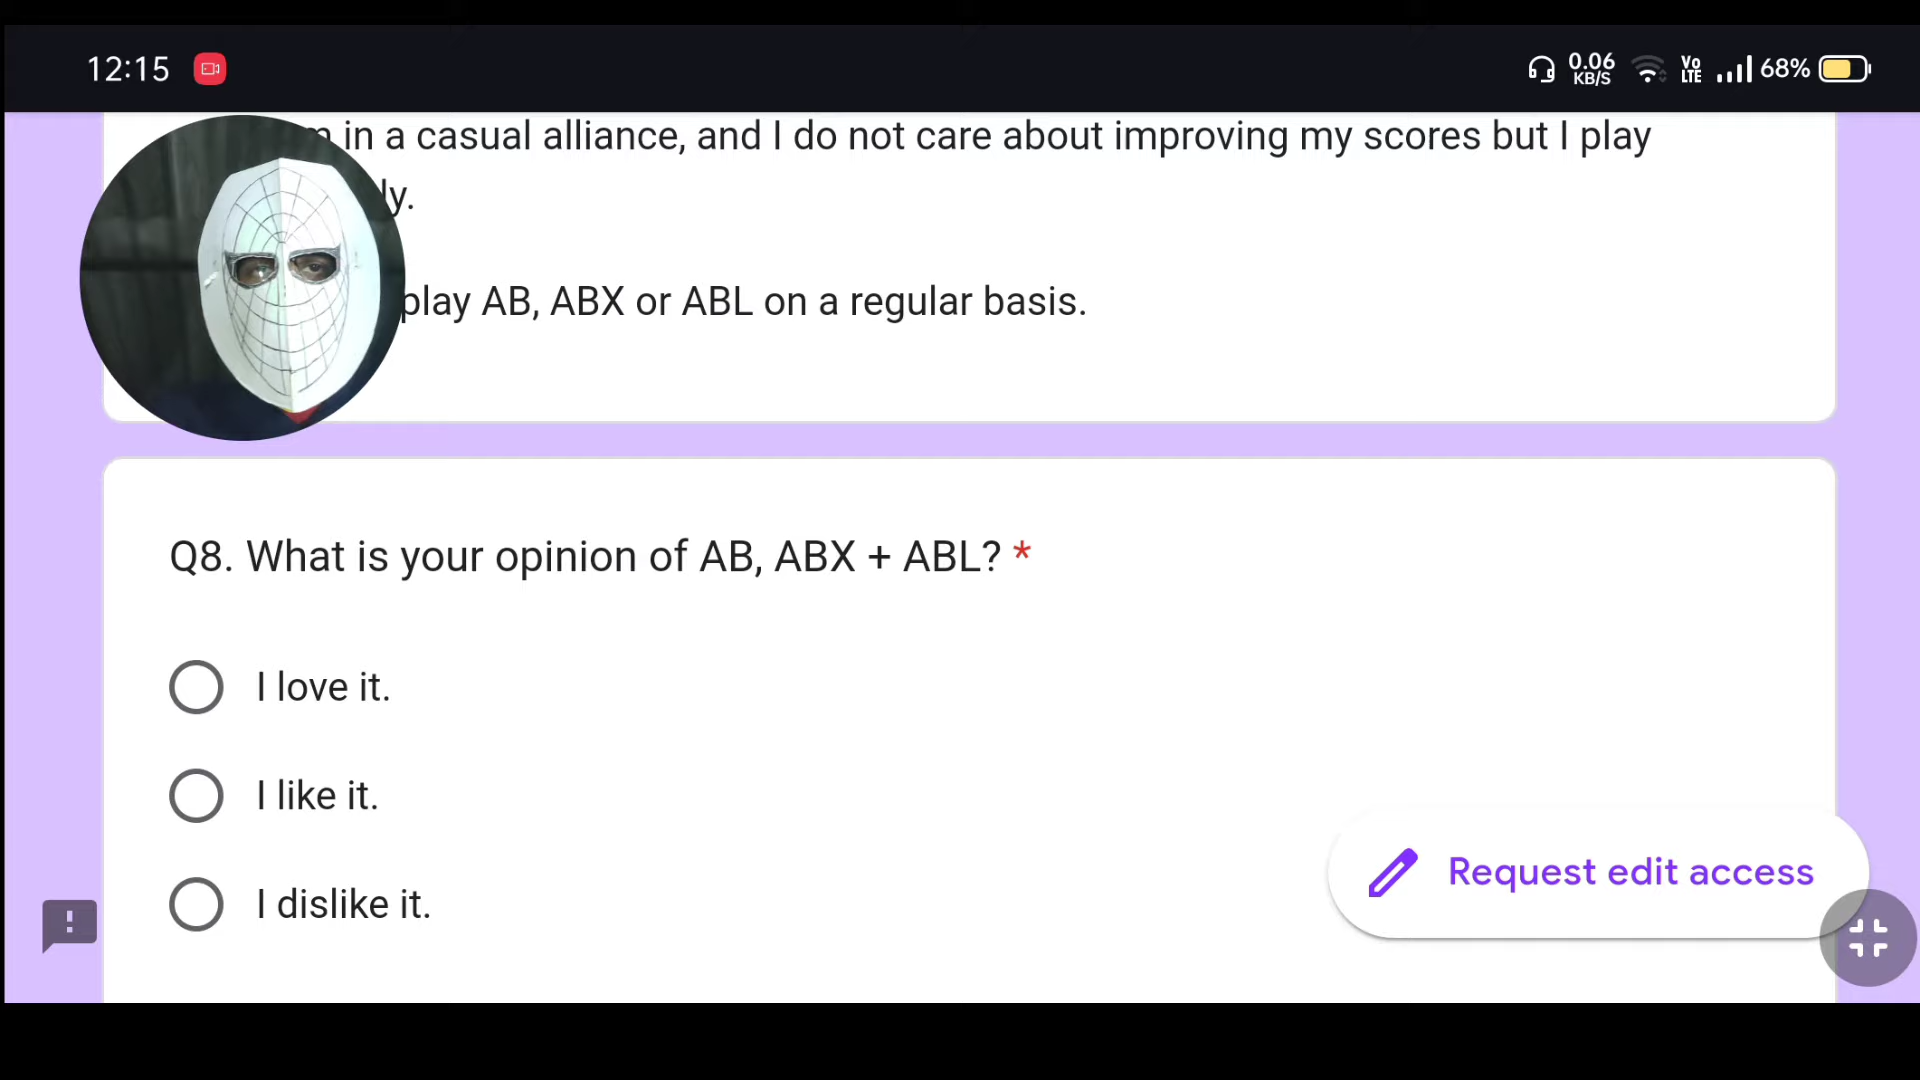 12:15
0.06
KB/S
Vo
LTE
68%
in a casual alliance, and I do not care about improving my scores but I play
ly.
play AB, ABX or ABL on a regular basis.
Q8. What is your opinion of AB, ABX + ABL? *
I love it.
I like it.
I dislike it.
Request edit access